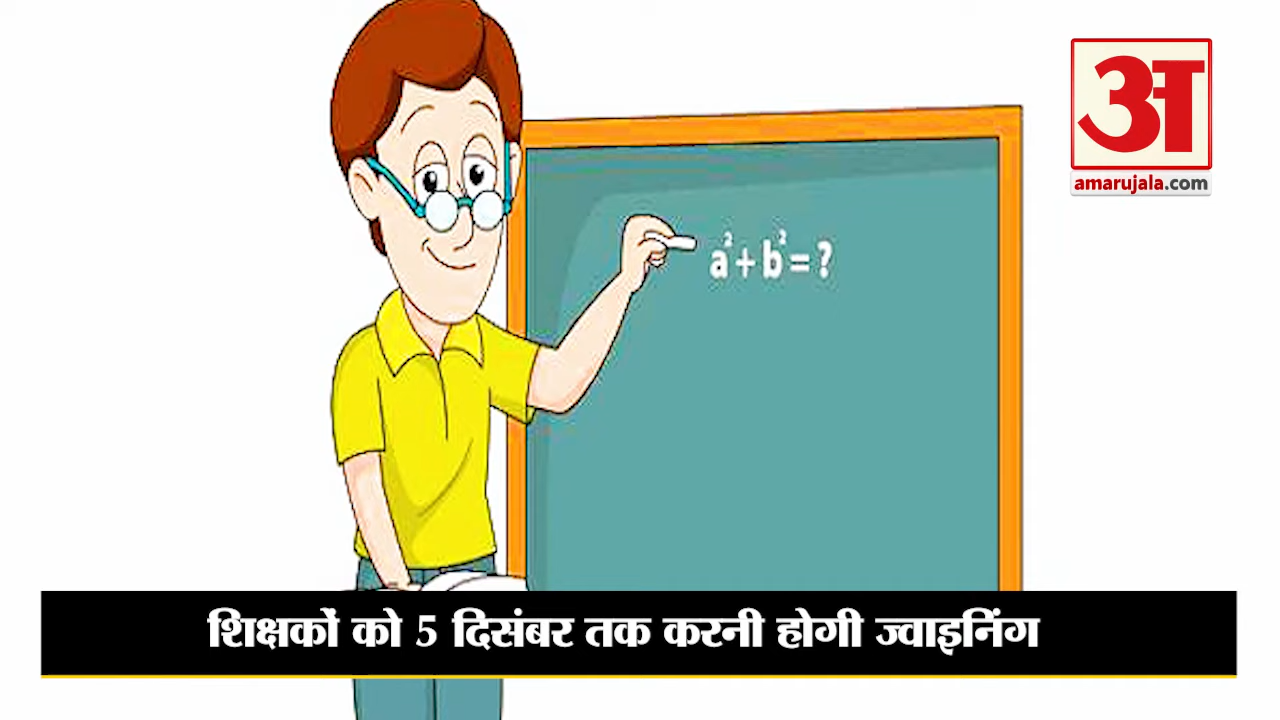 अ
amarujala.com
a²+b²=?
शिक्षकों को 5 दिसंबर तक करनी होगी ज्वाइनिंग